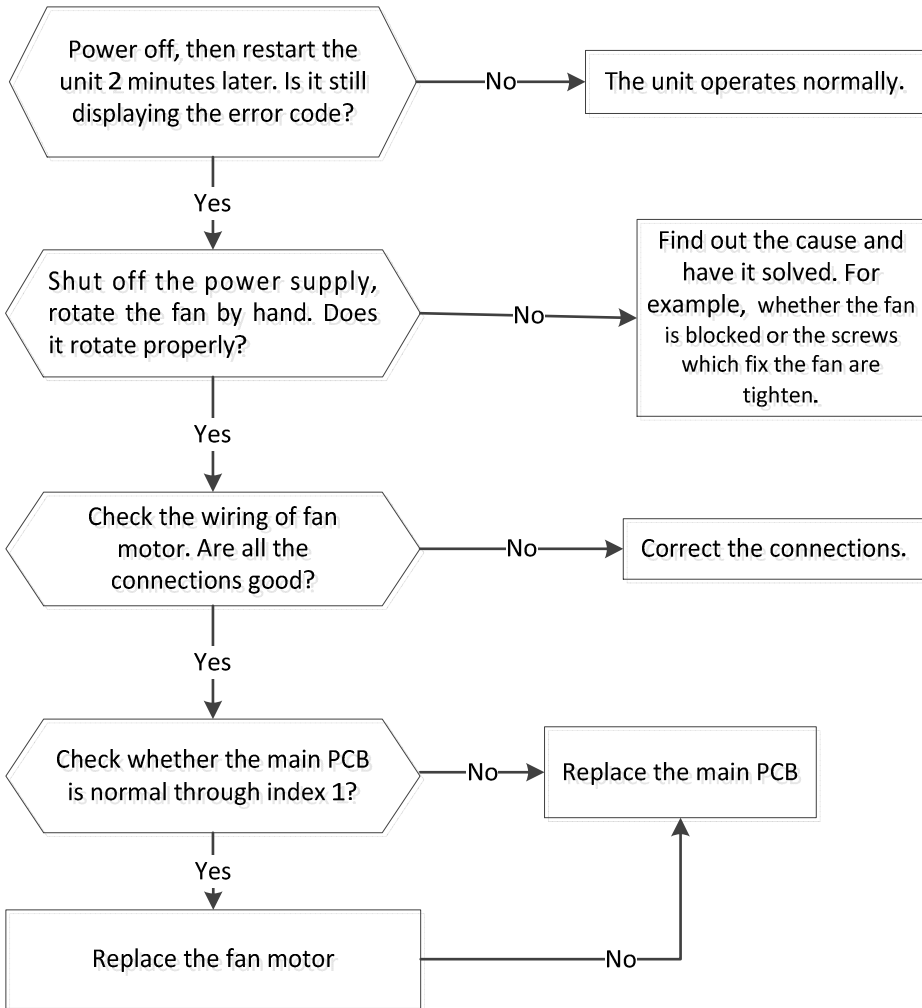 Power off, then restart the
unit 2 minutes later. Is it still
displaying the error code?
No
The unit operates normally.
Yes
Shut off the power supply,
rotate the fan by hand. Does
it rotate properly?
No
Find out the cause and
have it solved. For
example, whether the fan
is blocked or the screws
which fix the fan are
tighten.
Yes
Check the wiring of fan
motor. Are all the
connections good?
No
Correct the connections.
Yes
Check whether the main PCB
is normal through index 1?
No
Replace the main PCB
Yes
Replace the fan motor
No